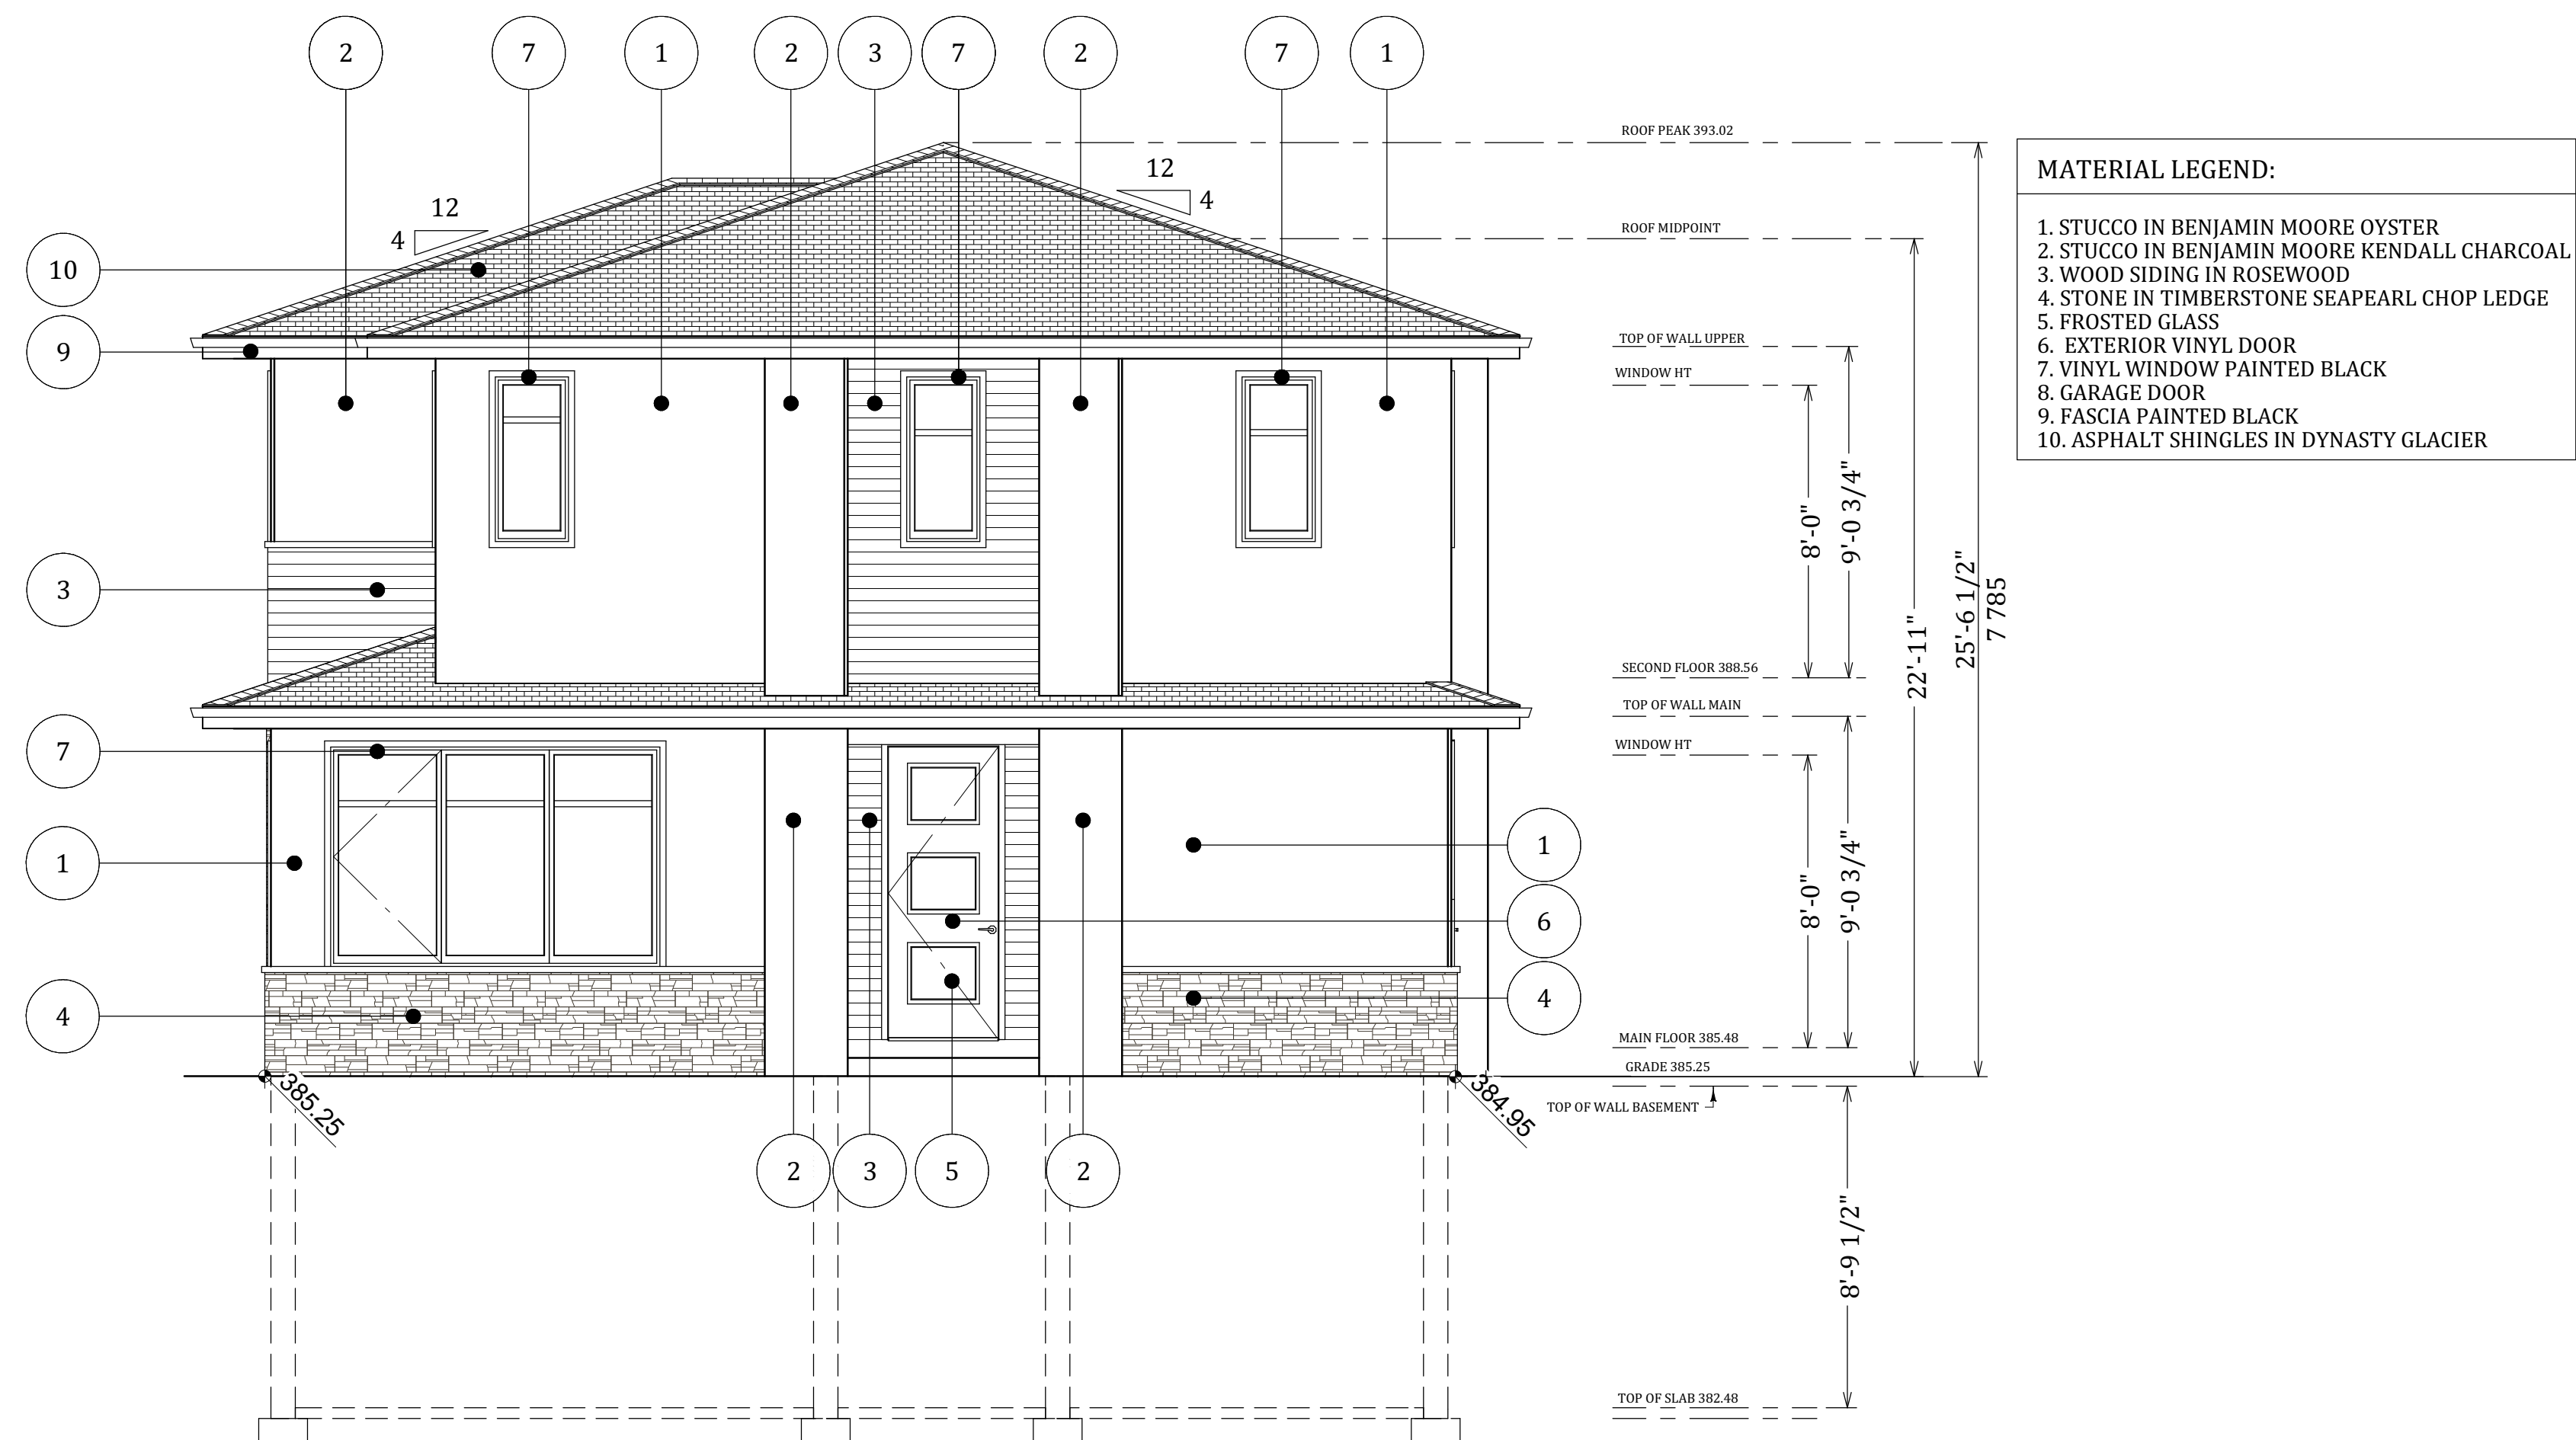 2
7
1
2
3
7
2
7
1
ROOF PEAK 393.02
MATERIAL LEGEND:
12
4
12
4
ROOF MIDPOINT
1. STUCCO IN BENJAMIN MOORE OYSTER
2. STUCCO IN BENJAMIN MOORE KENDALL CHARCOAL
3. WOOD SIDING IN ROSEWOOD
4. STONE IN TIMBERSTONE SEAPEARL CHOP LEDGE
5. FROSTED GLASS
6. EXTERIOR VINYL DOOR
7. VINYL WINDOW PAINTED BLACK
8. GARAGE DOOR
9. FASCIA PAINTED BLACK
10. ASPHALT SHINGLES IN DYNASTY GLACIER
10
9
TOP OF WALL UPPER
WINDOW HT
8'-0"
9'-0 3/4"
3
22'-11"
25'-6 1/2"
7 785
SECOND FLOOR 388.56
TOP OF WALL MAIN
WINDOW HT
7
1
1
8'-0"
9'-0 3/4"
6
4
4
MAIN FLOOR 385.48
GRADE 385.25
TOP OF WALL BASEMENT
385.25
384.95
2
3
5
2
8'-9 1/2"
TOP OF SLAB 382.48